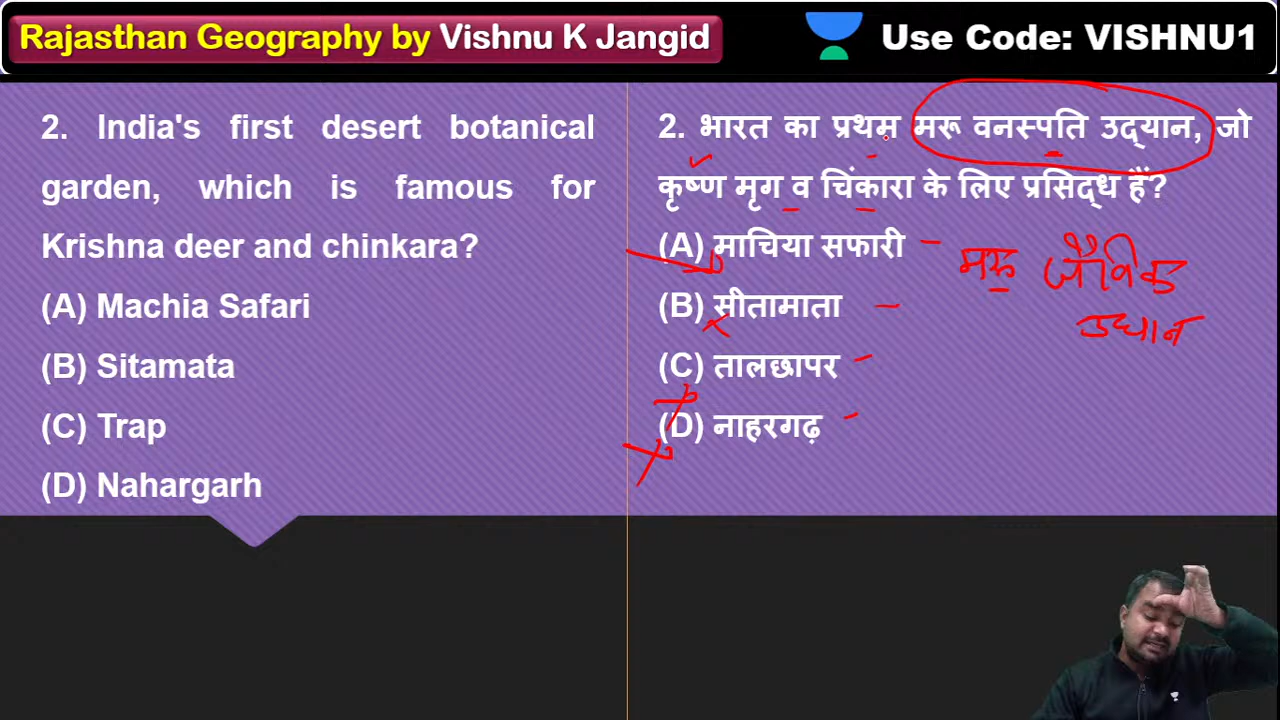 Rajasthan Geography by Vishnu K Jangid
Use Code: VISHNU1
2. India's first desert botanical
garden, which is famous for
Krishna deer and chinkara?
(A) Machia Safari
(B) Sitamata
(C) Trap
(D) Nahargarh
2. भारत का प्रथम मरू वनस्पति उद्यान, जो
कृष्ण मृग व चिंकारा के लिए प्रसिद्ध हैं?
(A) माचिया सफारी
(B) सीतामाता
(C) तालछापर
(D) नाहरगढ़
मरू जैविक
उधान